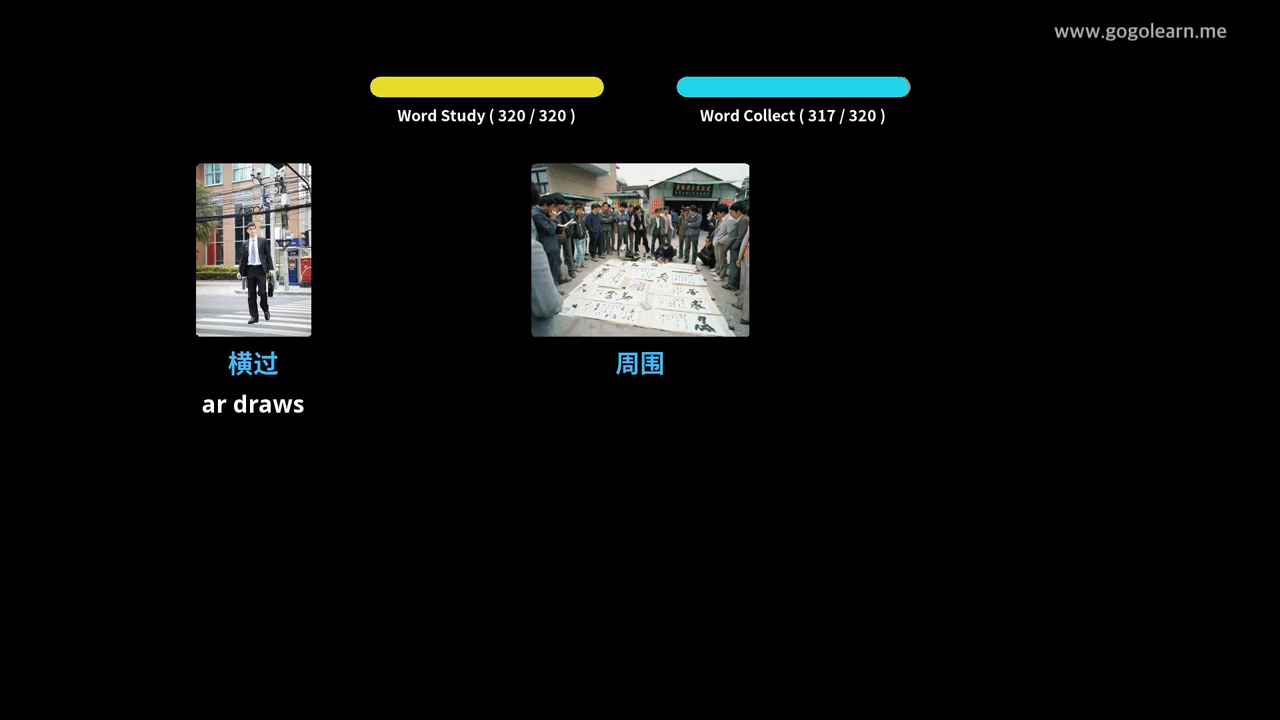 www.gogolearn.me
Word Study ( 320 / 320 )
Word Collect ( 317 / 320 )
横过
周围
ar draws